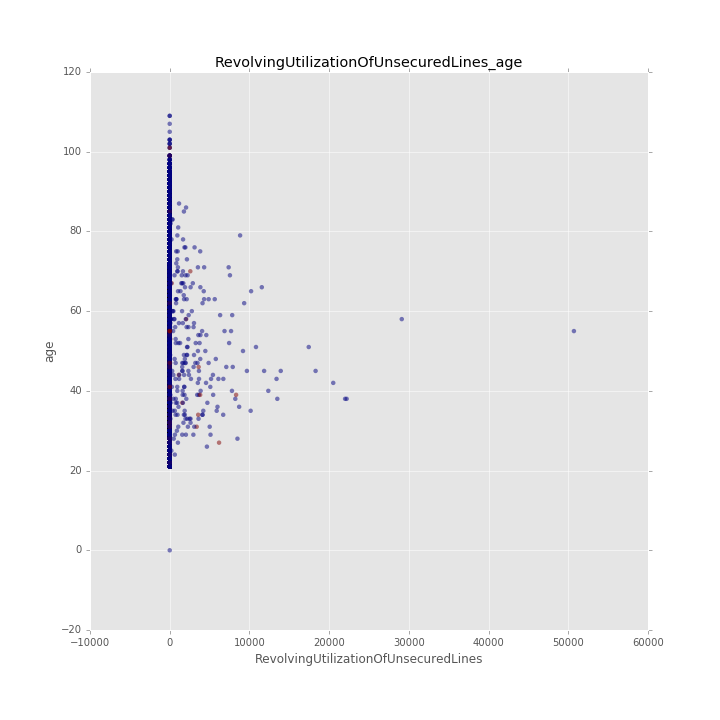 RevolvingUtilizationOfUnsecuredLines_age
120
100
80
60
40
20
0
−20
age
−10000 0 10000 20000 30000 40000 50000 60000
RevolvingUtilizationOfUnsecuredLines